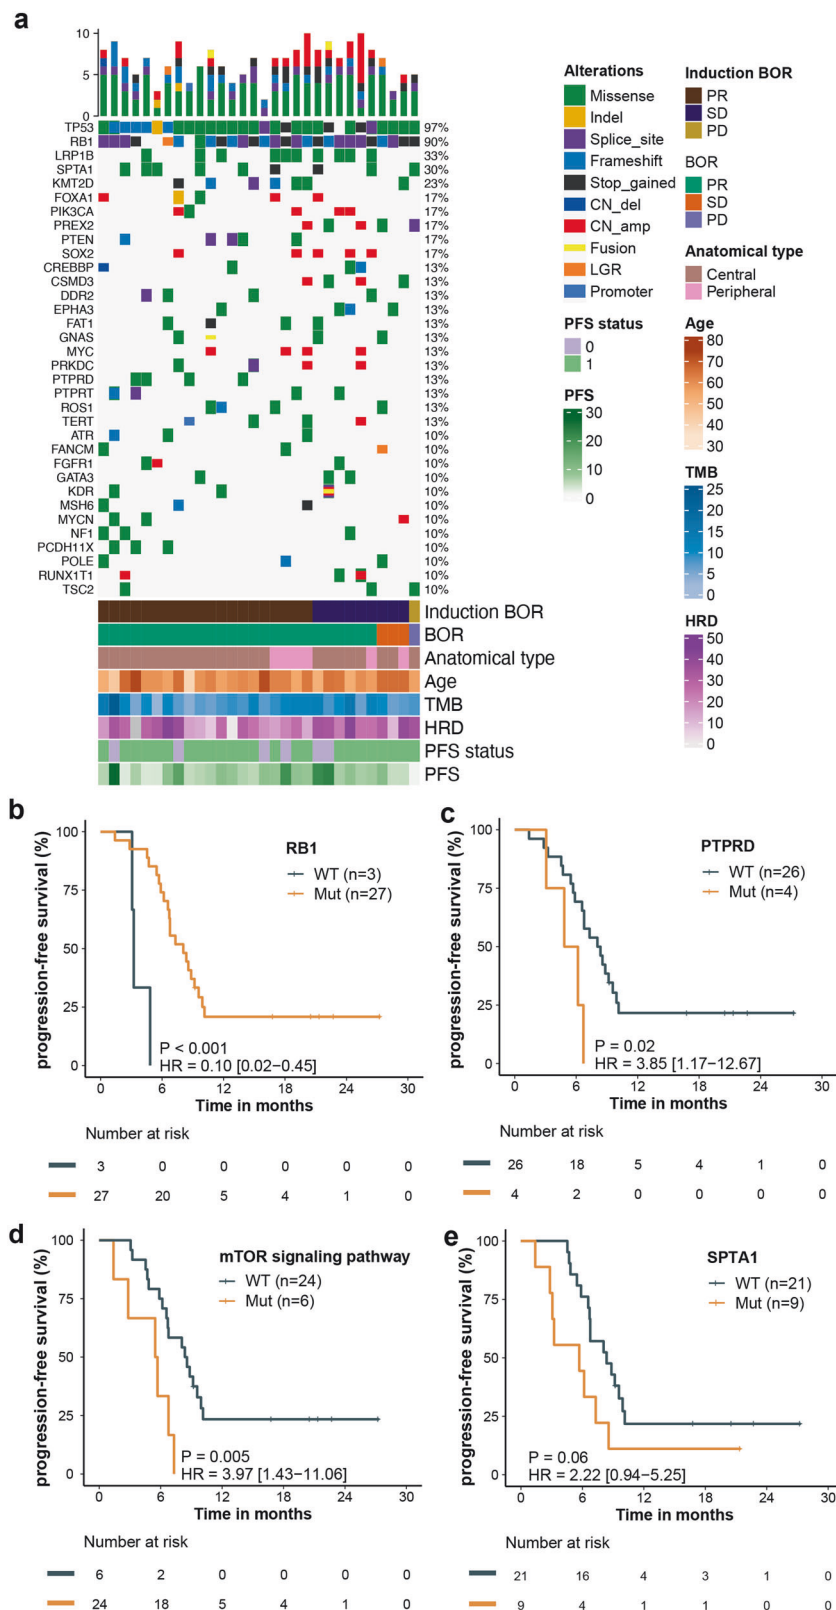 a
10
5
0
TP53 97%
RB1 90%
LRP1B 33%
SPTA1 30%
KMT2D 23%
FOXA1 17%
PIK3CA 17%
PREX2 17%
PTEN 17%
SOX2 17%
CREBBP 13%
CSMD3 13%
DDR2 13%
EPHA3 13%
FAT1 13%
GNAS 13%
MYC 13%
PRKDC 13%
PTPRD 13%
PTPRT 13%
ROS1 13%
TERT 13%
ATR 10%
FANCM 10%
FGFR1 10%
GATA3 10%
KDR 10%
MSH6 10%
MYCN 10%
NF1 10%
PCDH11X 10%
POLE 10%
RUNX1T1 10%
TSC2 10%
Induction BOR
BOR
Anatomical type
Age
TMB
HRD
PFS status
PFS
Alterations
Missense
Indel
Splice_site
Frameshift
Stop_gained
CN_del
CN_amp
Fusion
LGR
Promoter
PFS status
0
1
PFS
30
20
10
0
Induction BOR
PR
SD
PD
BOR
PR
SD
PD
Anatomical type
Central
Peripheral
Age
80
70
60
50
40
30
TMB
25
20
15
10
5
0
HRD
50
40
30
20
10
0
b
progression-free survival (%)
100
75
50
25
0
RB1
WT (n=3)
Mut (n=27)
P < 0.001
HR = 0.10 [0.02−0.45]
0 6 12 18 24 30
Time in months
Number at risk
3 0 0 0 0 0
27 20 5 4 1 0
c
progression-free survival (%)
100
75
50
25
0
PTPRD
WT (n=26)
Mut (n=4)
P = 0.02
HR = 3.85 [1.17−12.67]
0 6 12 18 24 30
Time in months
Number at risk
26 18 5 4 1 0
4 2 0 0 0 0
d
progression-free survival (%)
100
75
50
25
0
mTOR signaling pathway
WT (n=24)
Mut (n=6)
P = 0.005
HR = 3.97 [1.43−11.06]
0 6 12 18 24 30
Time in months
Number at risk
6 2 0 0 0 0
24 18 5 4 1 0
e
progression-free survival (%)
100
75
50
25
0
SPTA1
WT (n=21)
Mut (n=9)
P = 0.06
HR = 2.22 [0.94−5.25]
0 6 12 18 24 30
Time in months
Number at risk
21 16 4 3 1 0
9 4 1 1 0 0